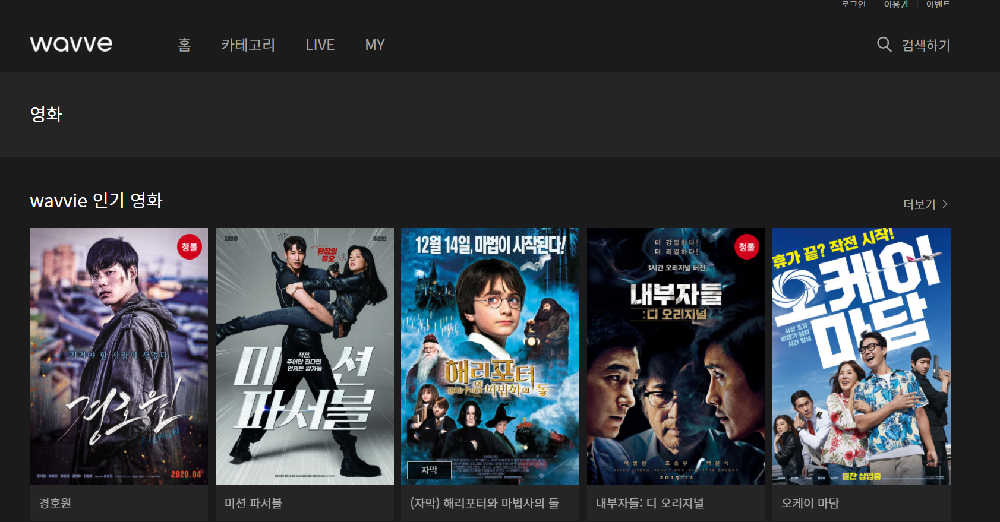 로그인
이용권
이벤트
wavve
홈
카테고리
LIVE
MY
검색하기
영화
wavvie 인기 영화
더보기
청불
지켜야 할 사람이 생겼다
경호원
2020.04
김영광
이선빈
환장의
듀오
작전,
주어만 진다면
언제든 쌉가능
미션
파서블
12월 14일, 마법이 시작된다!
해리포터
와
마법사의 돌
자막
더 강렬하다!
더 리얼하다!
3시간 오리지널 버전
청불
내부자들
:디 오리지널
이병헌 조승우 백윤식
2015.12
휴가 끝? 작전 시작!
오케이
마담
사상 초유
비행기 납치
사건 발생
절찬 상영중
경호원
미션 파서블
(자막) 해리포터와 마법사의 돌
내부자들: 디 오리지널
오케이 마담